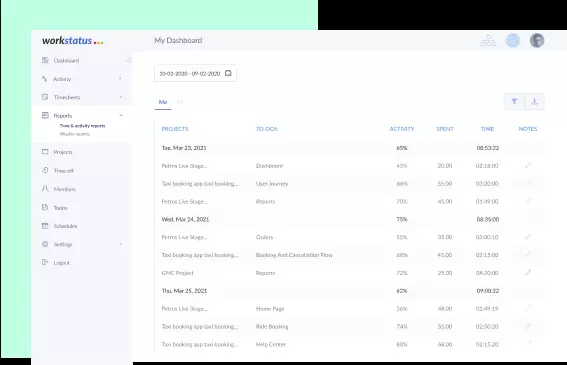 workstatus
My Dashboard
Dashboard
Activity
Timesheets
Reports
Time & activity reports
Weekly reports
Projects
Time-off
Members
Todos
Schedules
Settings
Logout
10-02-2020 - 09-02-2020
Me
PROJECTS TO-DOS ACTIVITY SPENT TIME NOTES
Tue, Mar 23, 2021 65% 08:53:22
Petros Live Stage... Dashboard 45% 20.00 02:16:00
Taxi booking app taxi booking... User Journey 66% 55.00 03:20:00
Petros Live Stage... Reports 70% 45.00 01:49:00
Wed, Mar 24, 2021 75% 08:35:00
Petros Live Stage... Orders 55% 35.00 02:00:10
Taxi booking app taxi booking... Booking And Cancellation Flow 68% 45.00 02:15:00
GMC Project Reports 72% 25.00 04:20:00
Thu, Mar 25, 2021 62% 09:00:22
Petros Live Stage... Home Page 56% 48.00 01:49:19
Taxi booking app taxi booking... Ride Booking 74% 55.00 02:50:20
Taxi booking app taxi booking... Help Center 80% 68.00 02:15:20